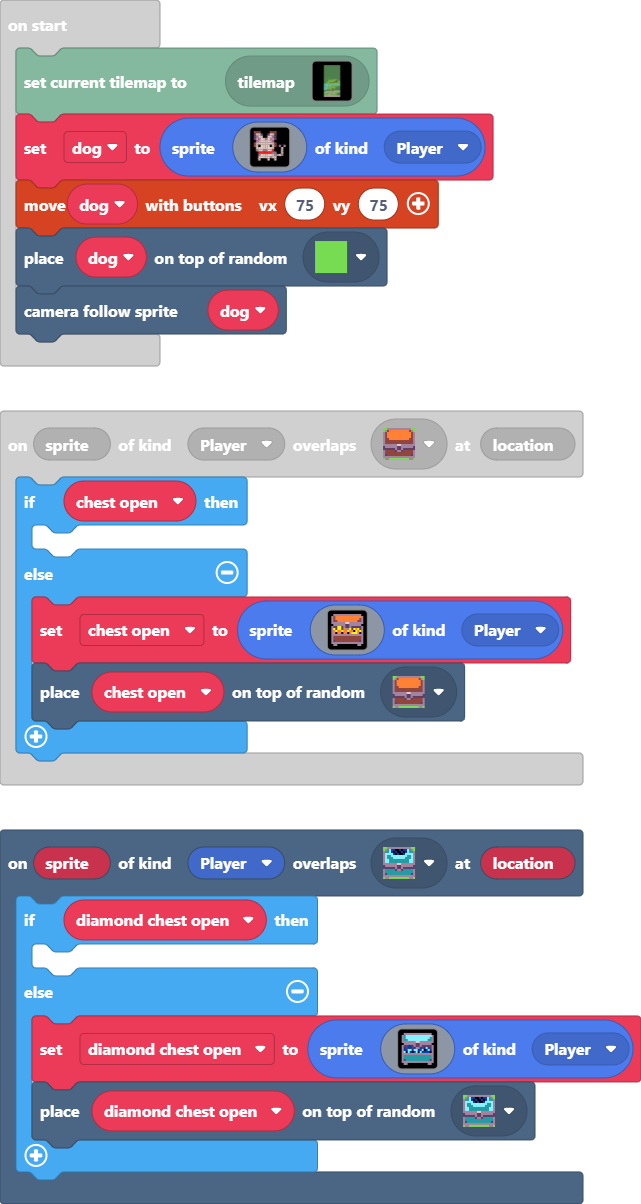 on start
set current tilemap to tilemap
set dog to sprite of kind Player
move dog with buttons vx 75 vy 75
place dog on top of random
camera follow sprite dog
on sprite of kind Player overlaps at location
if chest open then
else
set chest open to sprite of kind Player
place chest open on top of random
on sprite of kind Player overlaps at location
if diamond chest open then
else
set diamond chest open to sprite of kind Player
place diamond chest open on top of random